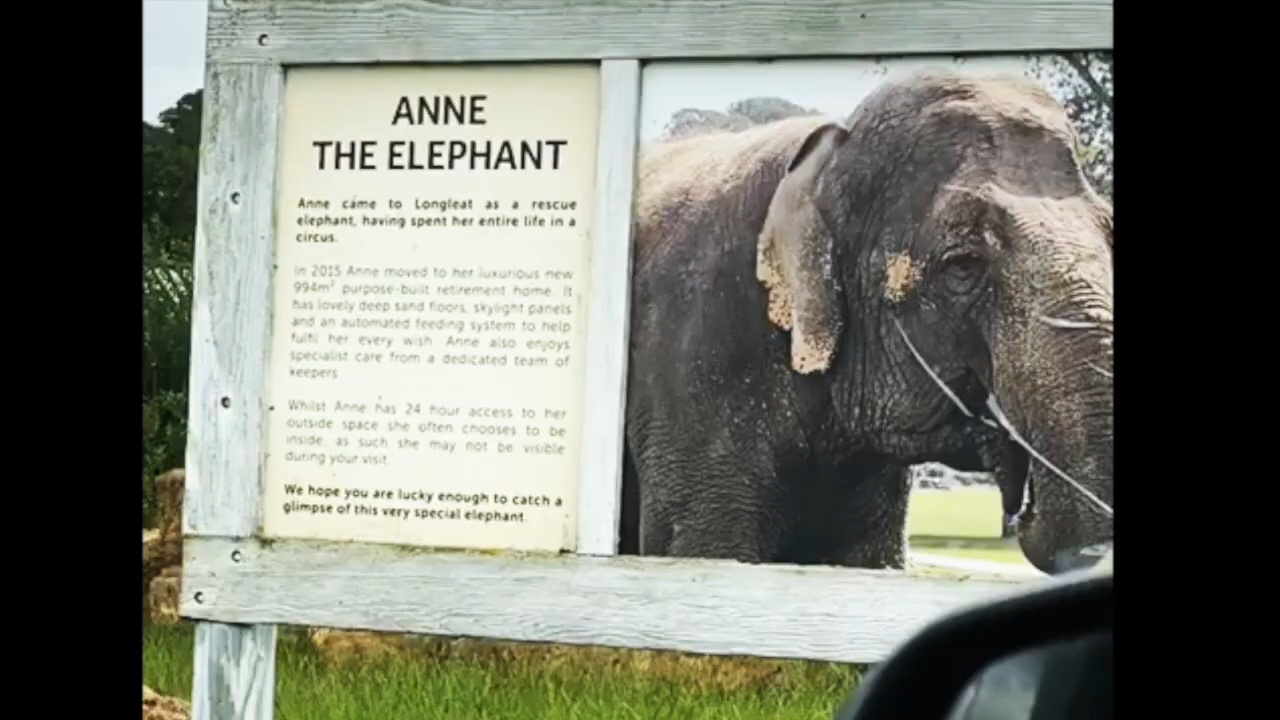 ANNE
THE ELEPHANT
Anne came to Longleat as a rescue
elephant, having spent her entire life in a
circus.
In 2015 Anne moved to her luxurious new
994m² purpose-built retirement home. It
has lovely deep sand floors, skylight panels
and an automated feeding system to help
fulfil her every wish. Anne also enjoys
specialist care from a dedicated team of
keepers
Whilst Anne has 24 hour access to her
outside space she often chooses to be
inside, as such she may not be visible
during your visit.
We hope you are lucky enough to catch a
glimpse of this very special elephant.